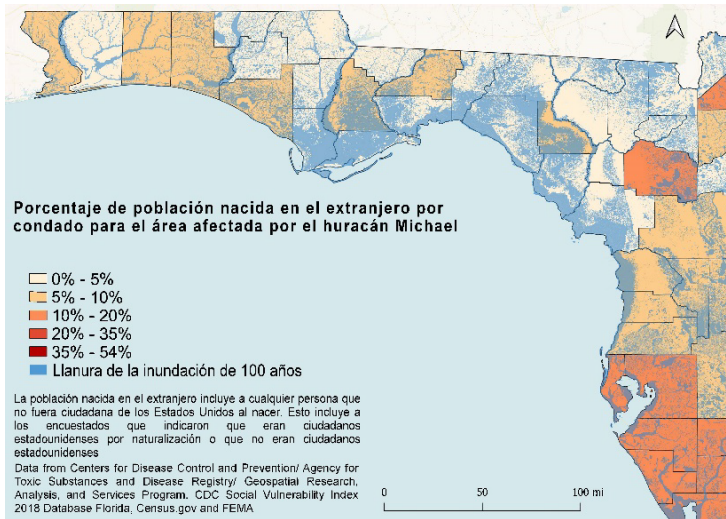 Porcentaje de población nacida en el extranjero por
condado para el área afectada por el huracán Michael
0% - 5%
5% - 10%
10% - 20%
20% - 35%
35% - 54%
Llanura de la inundación de 100 años
La población nacida en el extranjero incluye a cualquier persona que
no fuera ciudadana de los Estados Unidos al nacer. Esto incluye a
los encuestados que indicaron que eran ciudadanos
estadounidenses por naturalización o que no eran ciudadanos
estadounidenses
Data from Centers for Disease Control and Prevention/ Agency for
Toxic Substances and Disease Registry/ Geospatial Research,
Analysis, and Services Program. CDC Social Vulnerability Index
2018 Database Florida, Census.gov and FEMA
0 50 100 mi